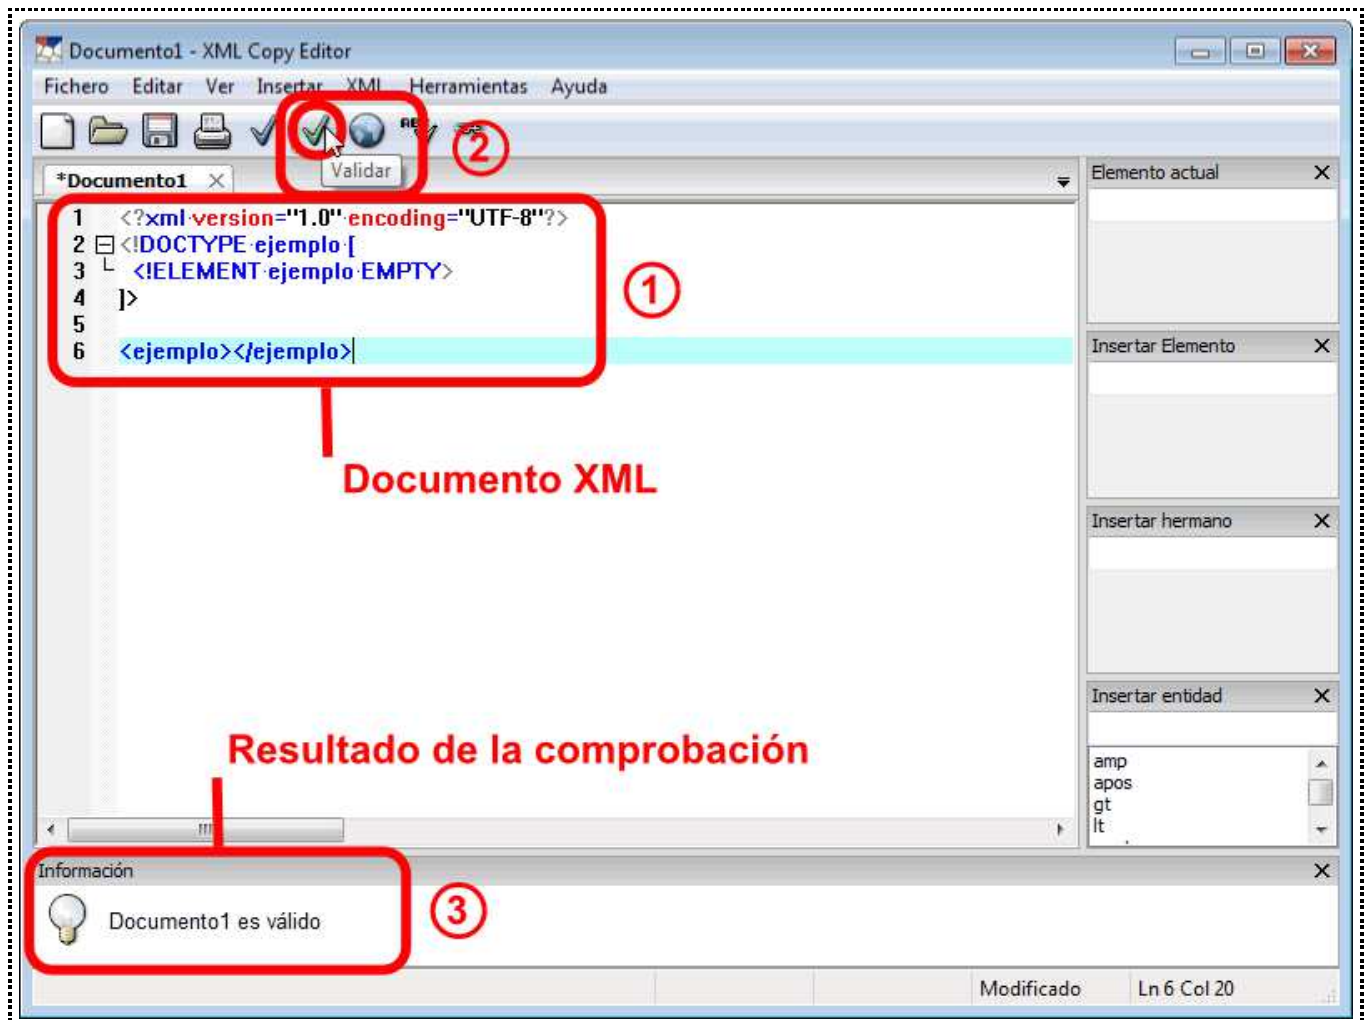 Documento1 - XML Copy Editor
Fichero Editar Ver Insertar XML Herramientas Ayuda
2
Validar
*Documento1
Elemento actual
1 <?xml version="1.0" encoding="UTF-8"?>
2 <!DOCTYPE ejemplo [
3 <!ELEMENT ejemplo EMPTY>
4 ]>
5
6 <ejemplo></ejemplo>
1
Insertar Elemento
Documento XML
Insertar hermano
Insertar entidad
Resultado de la comprobación
amp
apos
gt
lt
Información
Documento1 es válido
3
Modificado Ln 6 Col 20